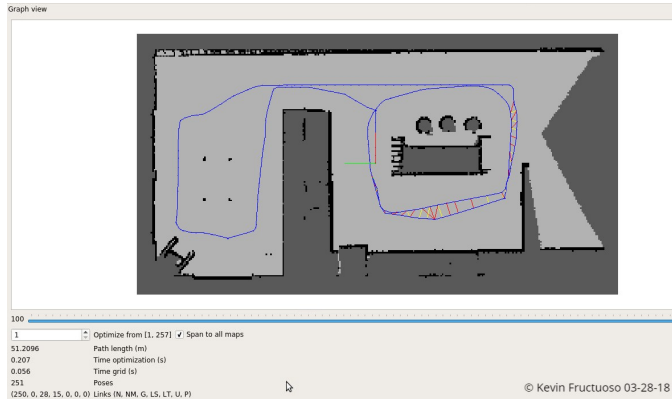 Graph view
100
1 Optimize from [1, 257] Span to all maps
51.2096 Path length (m)
0.207 Time optimization (s)
0.056 Time grid (s)
251 Poses
(250, 0, 28, 15, 0, 0, 0) Links (N, NM, G, LS, LT, U, P)
© Kevin Fructuoso 03-28-18